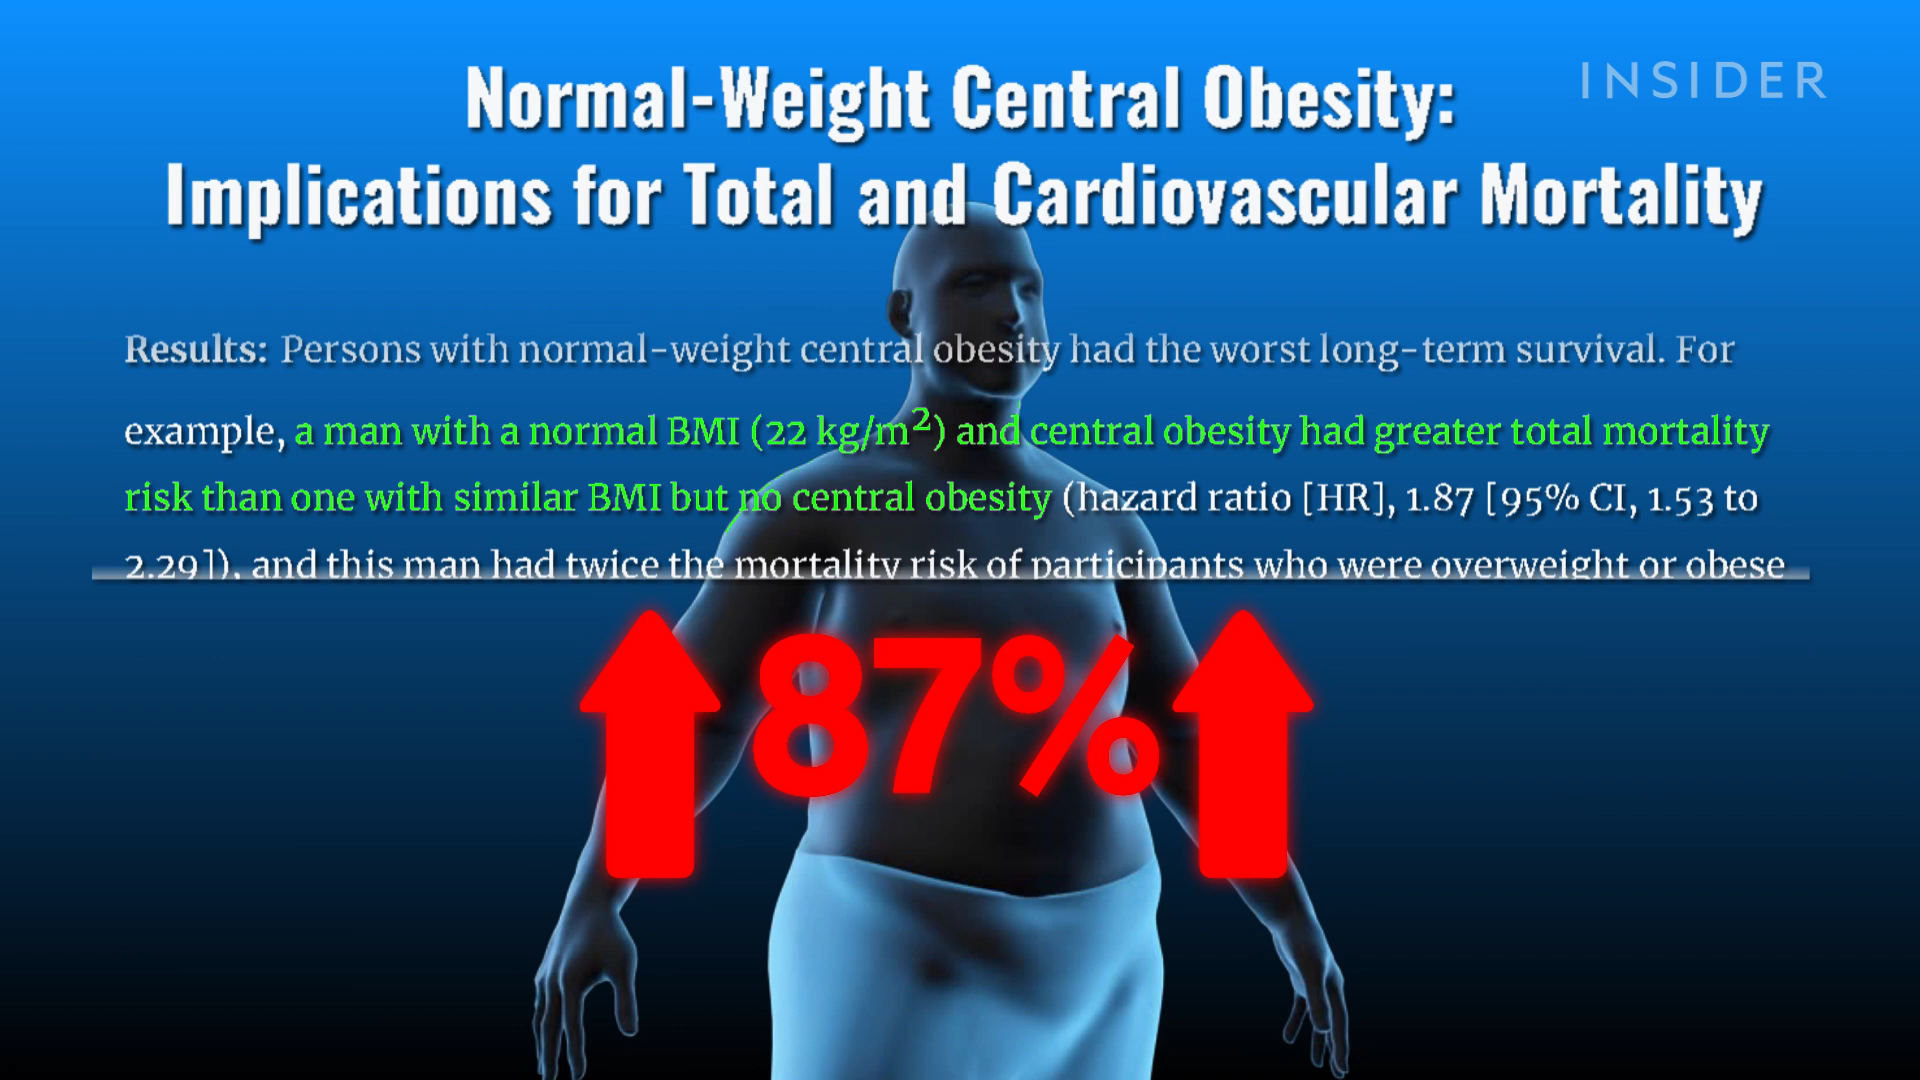 INSIDER
Normal-Weight Central Obesity:
Implications for Total and Cardiovascular Mortality
Results: Persons with normal-weight central obesity had the worst long-term survival. For
example, a man with a normal BMI (22 kg/m²) and central obesity had greater total mortality
risk than one with similar BMI but no central obesity (hazard ratio [HR], 1.87 [95% CI, 1.53 to
2.29]), and this man had twice the mortality risk of participants who were overweight or obese
87%